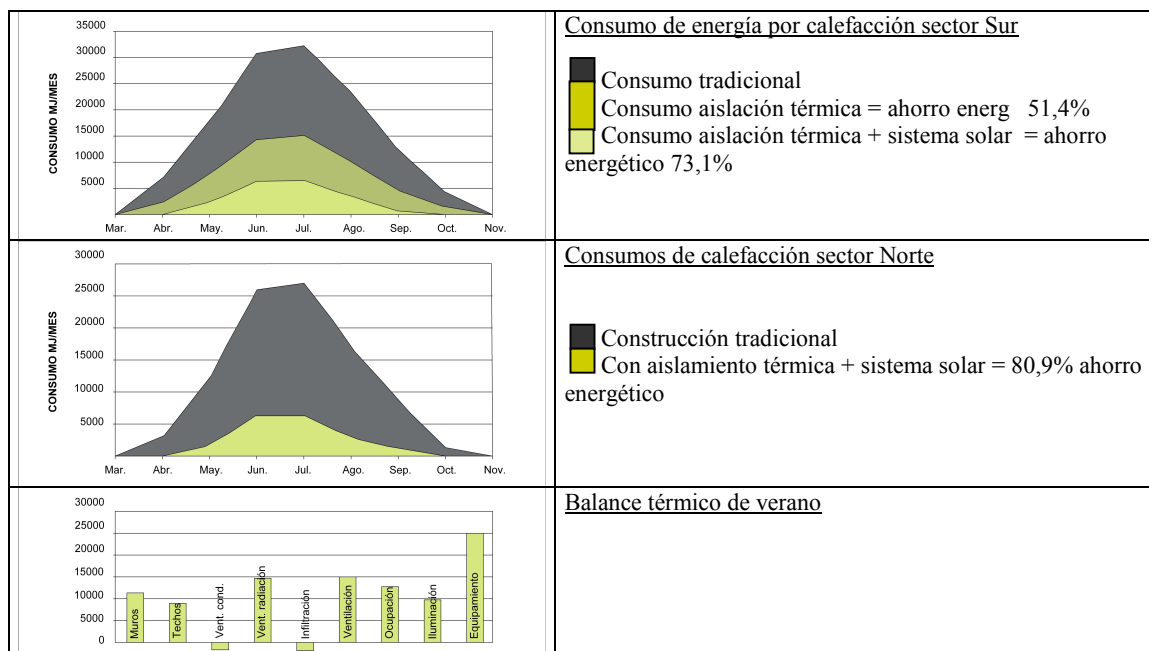 35000
30000
25000
20000
15000
10000
5000
CONSUMO MJ/MES
Mar. Abr. May. Jun. Jul. Ago. Sep. Oct. Nov.
Consumo de energía por calefacción sector Sur
Consumo tradicional
Consumo aislación térmica = ahorro energ 51,4%
Consumo aislación térmica + sistema solar = ahorro
energético 73,1%
30000
25000
20000
15000
10000
5000
CONSUMO MJ/MES
Mar. Abr. May. Jun. Jul. Ago. Sep. Oct. Nov.
Consumos de calefacción sector Norte
Construcción tradicional
Con aislamiento térmica + sistema solar = 80,9% ahorro
energético
30000
25000
20000
15000
10000
5000
0
Muros
Techos
Vent. cond.
Vent. radiación
Infiltración
Ventilación
Ocupación
Iluminación
Equipamiento
Balance térmico de verano